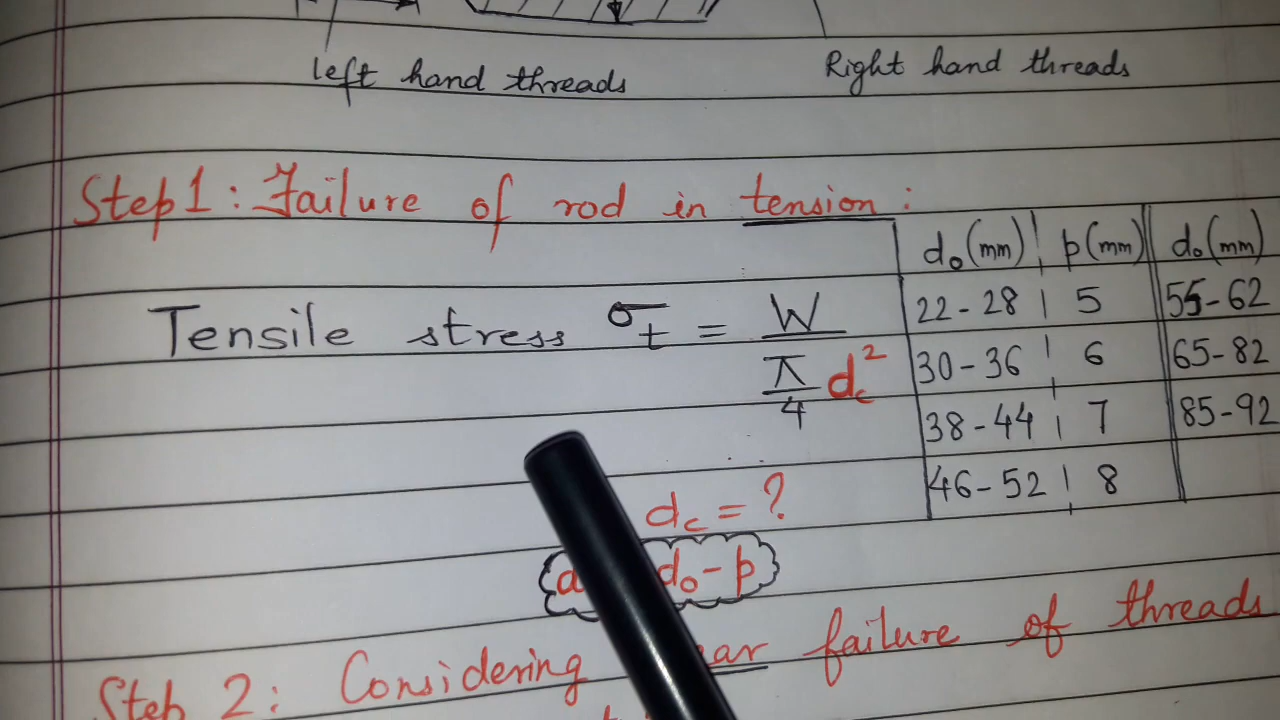 left hand threads Right hand threads
Step 1: Failure of rod in tension:
d₀(mm) p(mm) d₀(mm)
22-28 5 55-62
Tensile stress σt = W / π/4 dc²
30-36 6 65-82
38-44 7 85-92
46-52 8
dc = ?
d₀-p
Step 2: Considering failure of threads